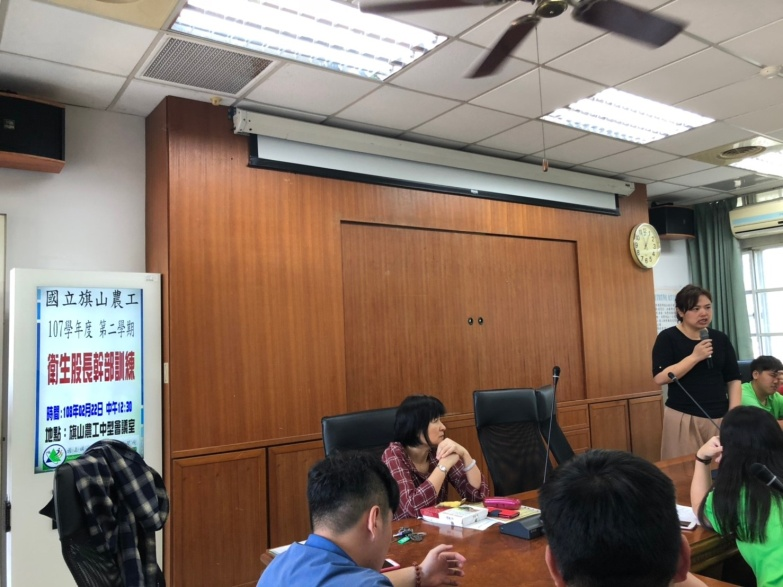 國立旗山農工
107學年度 第二學期
衛生股長幹部訓練
時間:108年02月22日 中午12:30
地點:旗山農工中型會議室